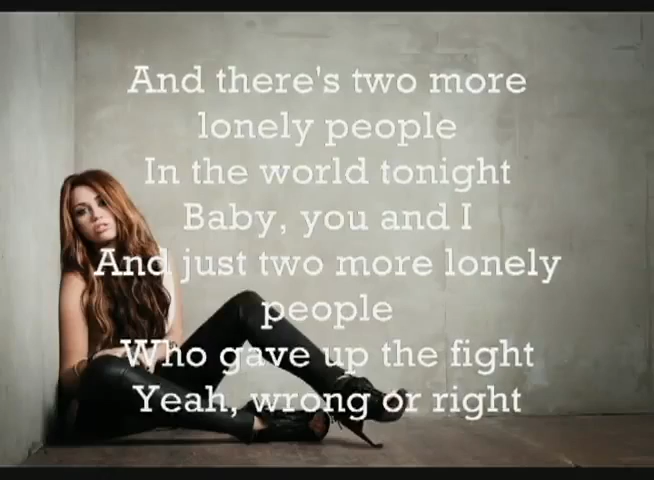 And there's two more
lonely people
In the world tonight
Baby, you and I
And just two more lonely
people
Who gave up the fight
Yeah, wrong or right